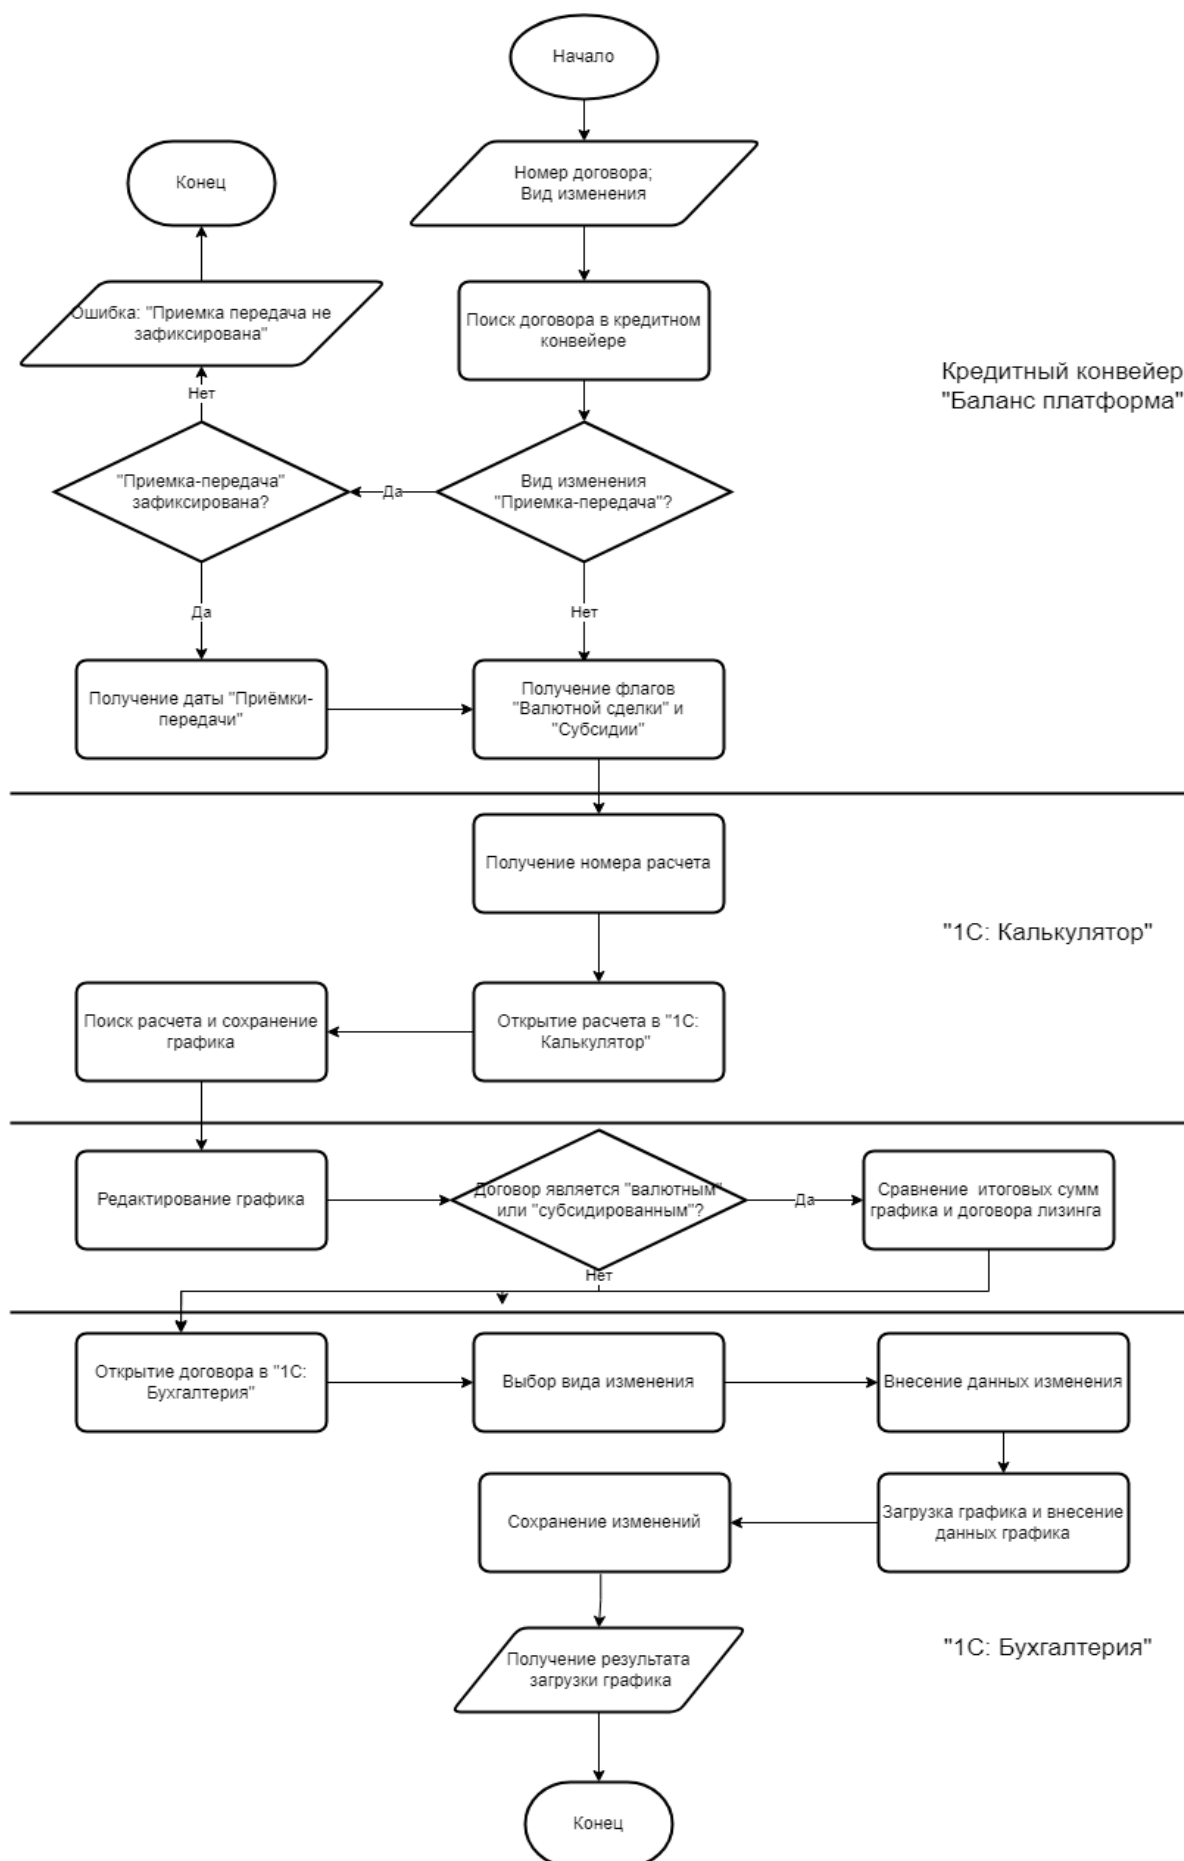 Начало
Номер договора;
Вид изменения
Конец
Ошибка: "Приемка передача не
зафиксирована"
Поиск договора в кредитном
конвейере
Кредитный конвейер
"Баланс платформа"
Нет
"Приемка-передача"
зафиксирована?
Да
Вид изменения
"Приемка-передача"?
Да
Нет
Получение даты "Приёмки-
передачи"
Получение флагов
"Валютной сделки" и
"Субсидии"
Получение номера расчета
"1С: Калькулятор"
Поиск расчета и сохранение
графика
Открытие расчета в "1С:
Калькулятор"
Редактирование графика
Договор является "валютным"
или "субсидированным"?
Да
Сравнение итоговых сумм
графика и договора лизинга
Нет
Открытие договора в "1С:
Бухгалтерия"
Выбор вида изменения
Внесение данных изменения
Сохранение изменений
Загрузка графика и внесение
данных графика
"1С: Бухгалтерия"
Получение результата
загрузки графика
Конец